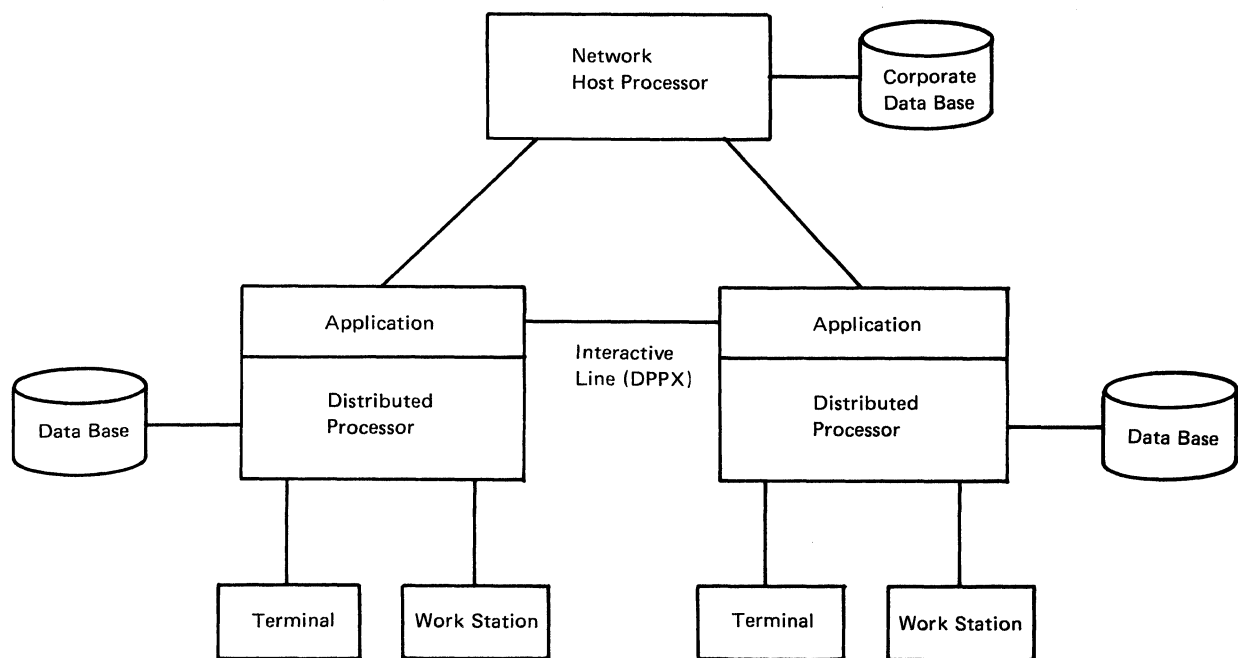 Network
Host Processor
Corporate
Data Base
Application
Application
Interactive
Line (DPPX)
Distributed
Processor
Distributed
Processor
Data Base
Data Base
Terminal
Work Station
Terminal
Work Station